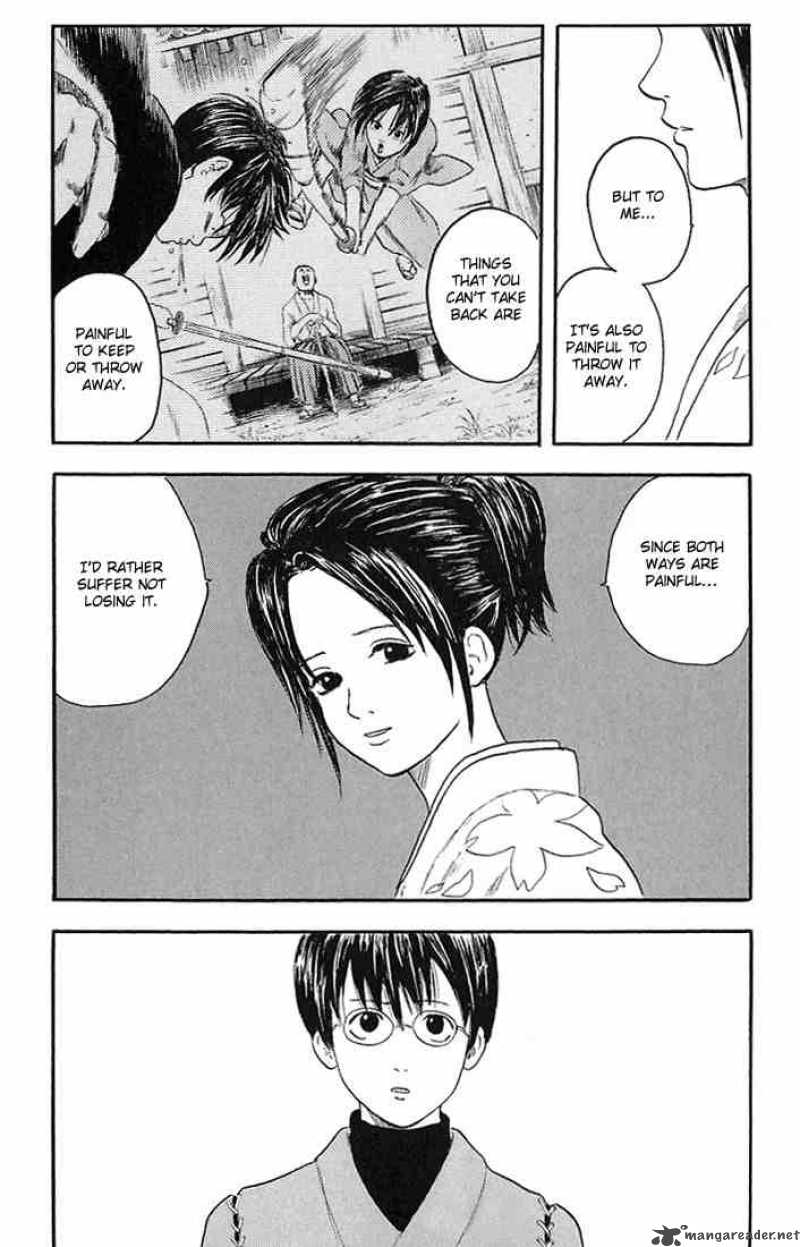 BUT TO
ME...
IT'S ALSO
PAINFUL TO
THROW IT
AWAY.
THINGS
THAT YOU
CAN'T TAKE
BACK ARE
PAINFUL
TO KEEP
OR THROW
AWAY.
SINCE BOTH
WAYS ARE
PAINFUL...
I'D RATHER
SUFFER NOT
LOSING IT.
mangareader.net